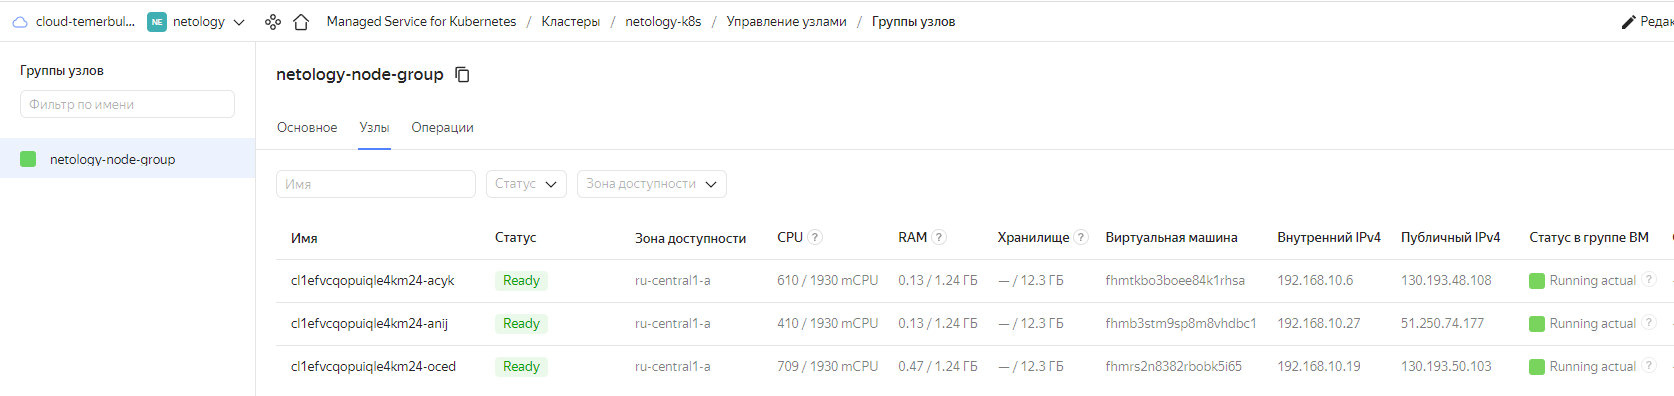 cloud-temerbul... NE netology Managed Service for Kubernetes / Кластеры / netology-k8s / Управление узлами / Группы узлов
Группы узлов
Фильтр по имени
netology-node-group
netology-node-group
Основное Узлы Операции
Имя Статус Зона доступности
Имя Статус Зона доступности CPU ? RAM ? Хранилище ? Виртуальная машина Внутренний IPv4 Публичный IPv4 Статус в группе ВМ
cl1efvcqopuiqle4km24-acyk Ready ru-central1-a 610 / 1930 mCPU 0.13 / 1.24 ГБ — / 12.3 ГБ fhmtkbo3boee84k1rhsa 192.168.10.6 130.193.48.108 Running actual ?
cl1efvcqopuiqle4km24-anij Ready ru-central1-a 410 / 1930 mCPU 0.13 / 1.24 ГБ — / 12.3 ГБ fhmb3stm9sp8m8vhdbc1 192.168.10.27 51.250.74.177 Running actual ?
cl1efvcqopuiqle4km24-oced Ready ru-central1-a 709 / 1930 mCPU 0.47 / 1.24 ГБ — / 12.3 ГБ fhmrs2n8382rbobk5i65 192.168.10.19 130.193.50.103 Running actual ?